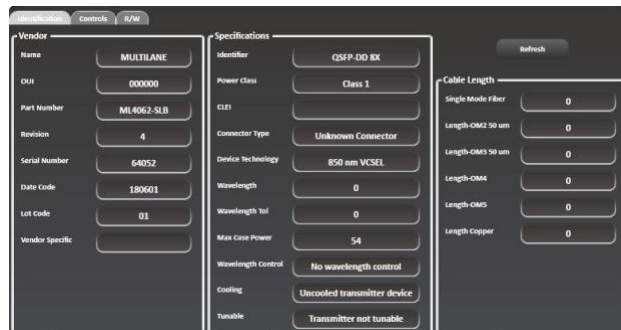 Identification Controls R/W
Vendor
Name MULTILANE
OUI 000000
Part Number ML4062-SLB
Revision 4
Serial Number 64052
Date Code 180601
Lot Code 01
Vendor Specific
Specifications
Identifier QSFP-DD 8X
Power Class Class 1
CLEI
Connector Type Unknown Connector
Device Technology 850 nm VCSEL
Wavelength 0
Wavelength Tol 0
Max Case Power 54
Wavelength Control No wavelength control
Cooling Uncooled transmitter device
Tunable Transmitter not tunable
Refresh
Cable Length
Single Mode Fiber 0
Length-OM2 50 um 0
Length-OM3 50 um 0
Length-OM4 0
Length-OM5 0
Length Copper 0